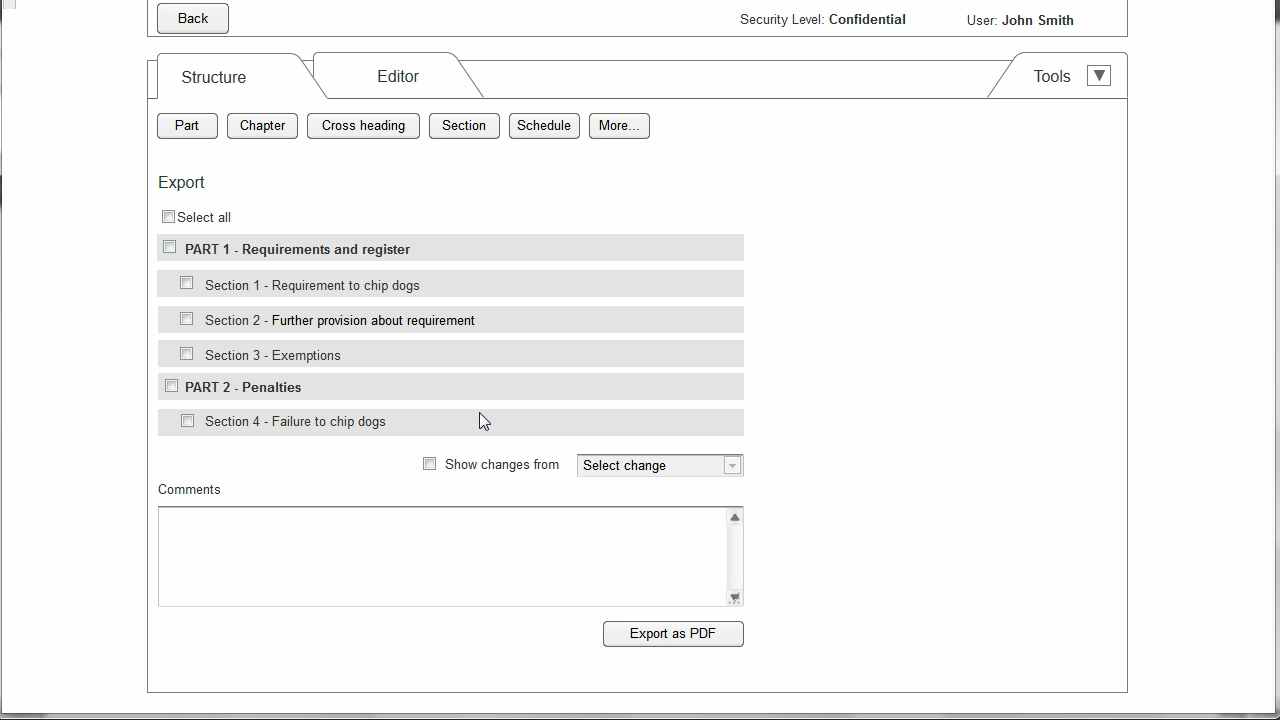 Back
Security Level: Confidential
User: John Smith
Structure
Editor
Tools
Part
Chapter
Cross heading
Section
Schedule
More...
Export
Select all
PART 1 - Requirements and register
Section 1 - Requirement to chip dogs
Section 2 - Further provision about requirement
Section 3 - Exemptions
PART 2 - Penalties
Section 4 - Failure to chip dogs
Show changes from
Select change
Comments
Export as PDF